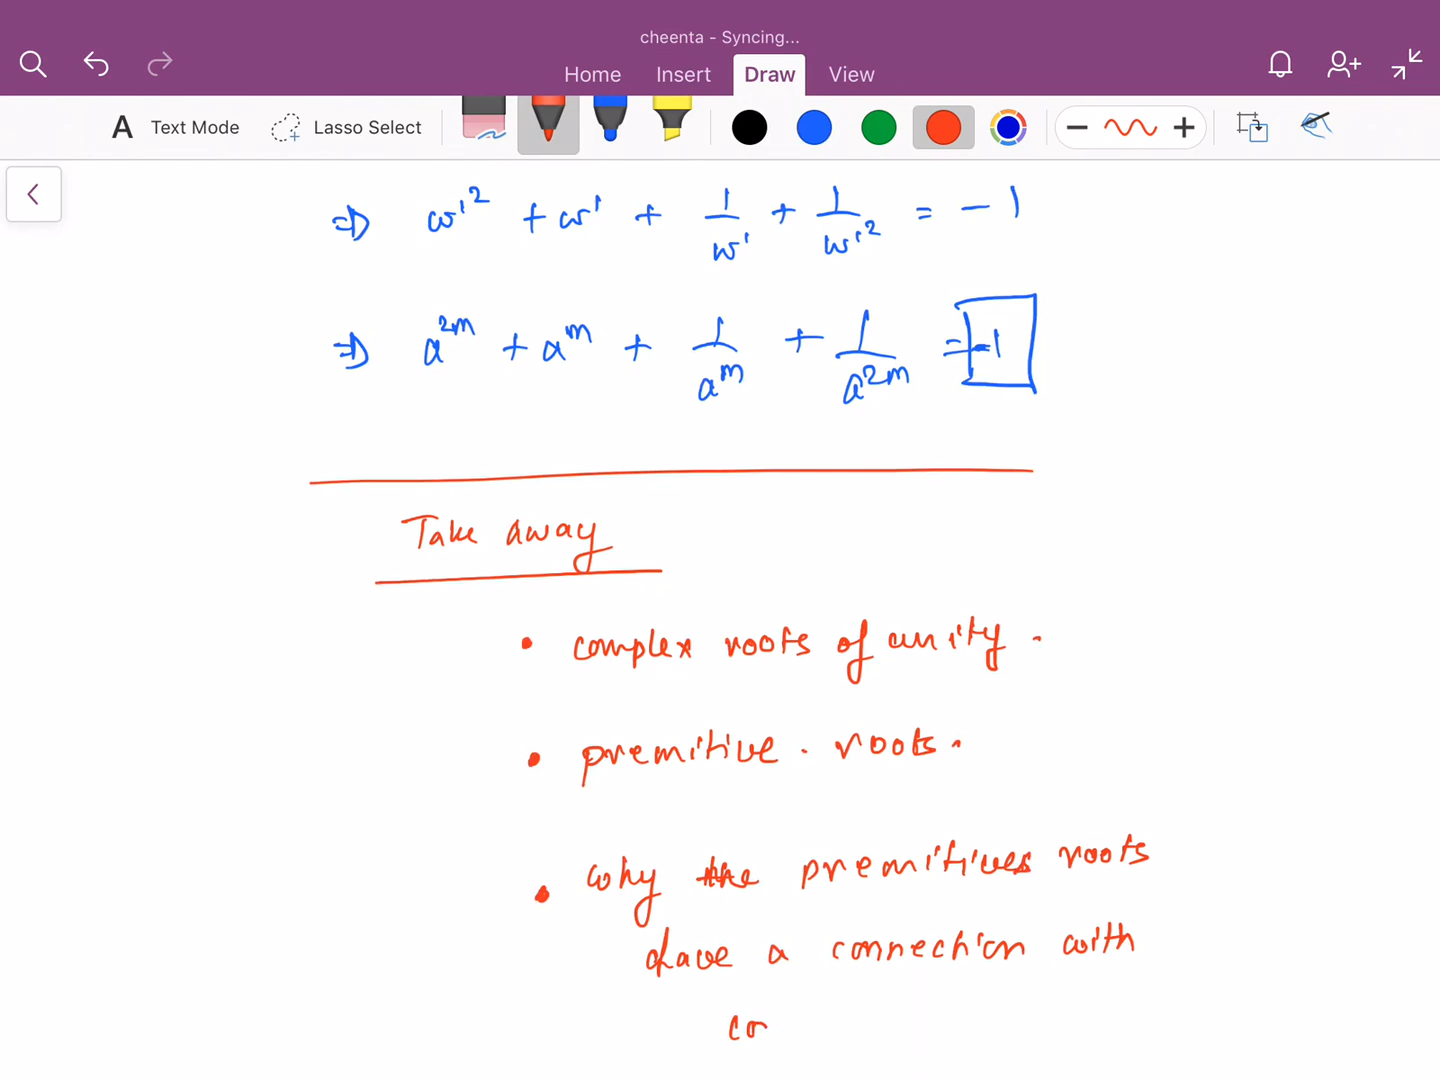 cheenta - Syncing...
Home Insert Draw View
A Text Mode Lasso Select
⇒ ω'² + ω' + 1/ω' + 1/ω'² = -1
⇒ a^2m + a^m + 1/a^m + 1/a^2m = -1
Take away
• complex roots of unity .
• premitive . roots .
• why the premitives roots
have a connection with
co